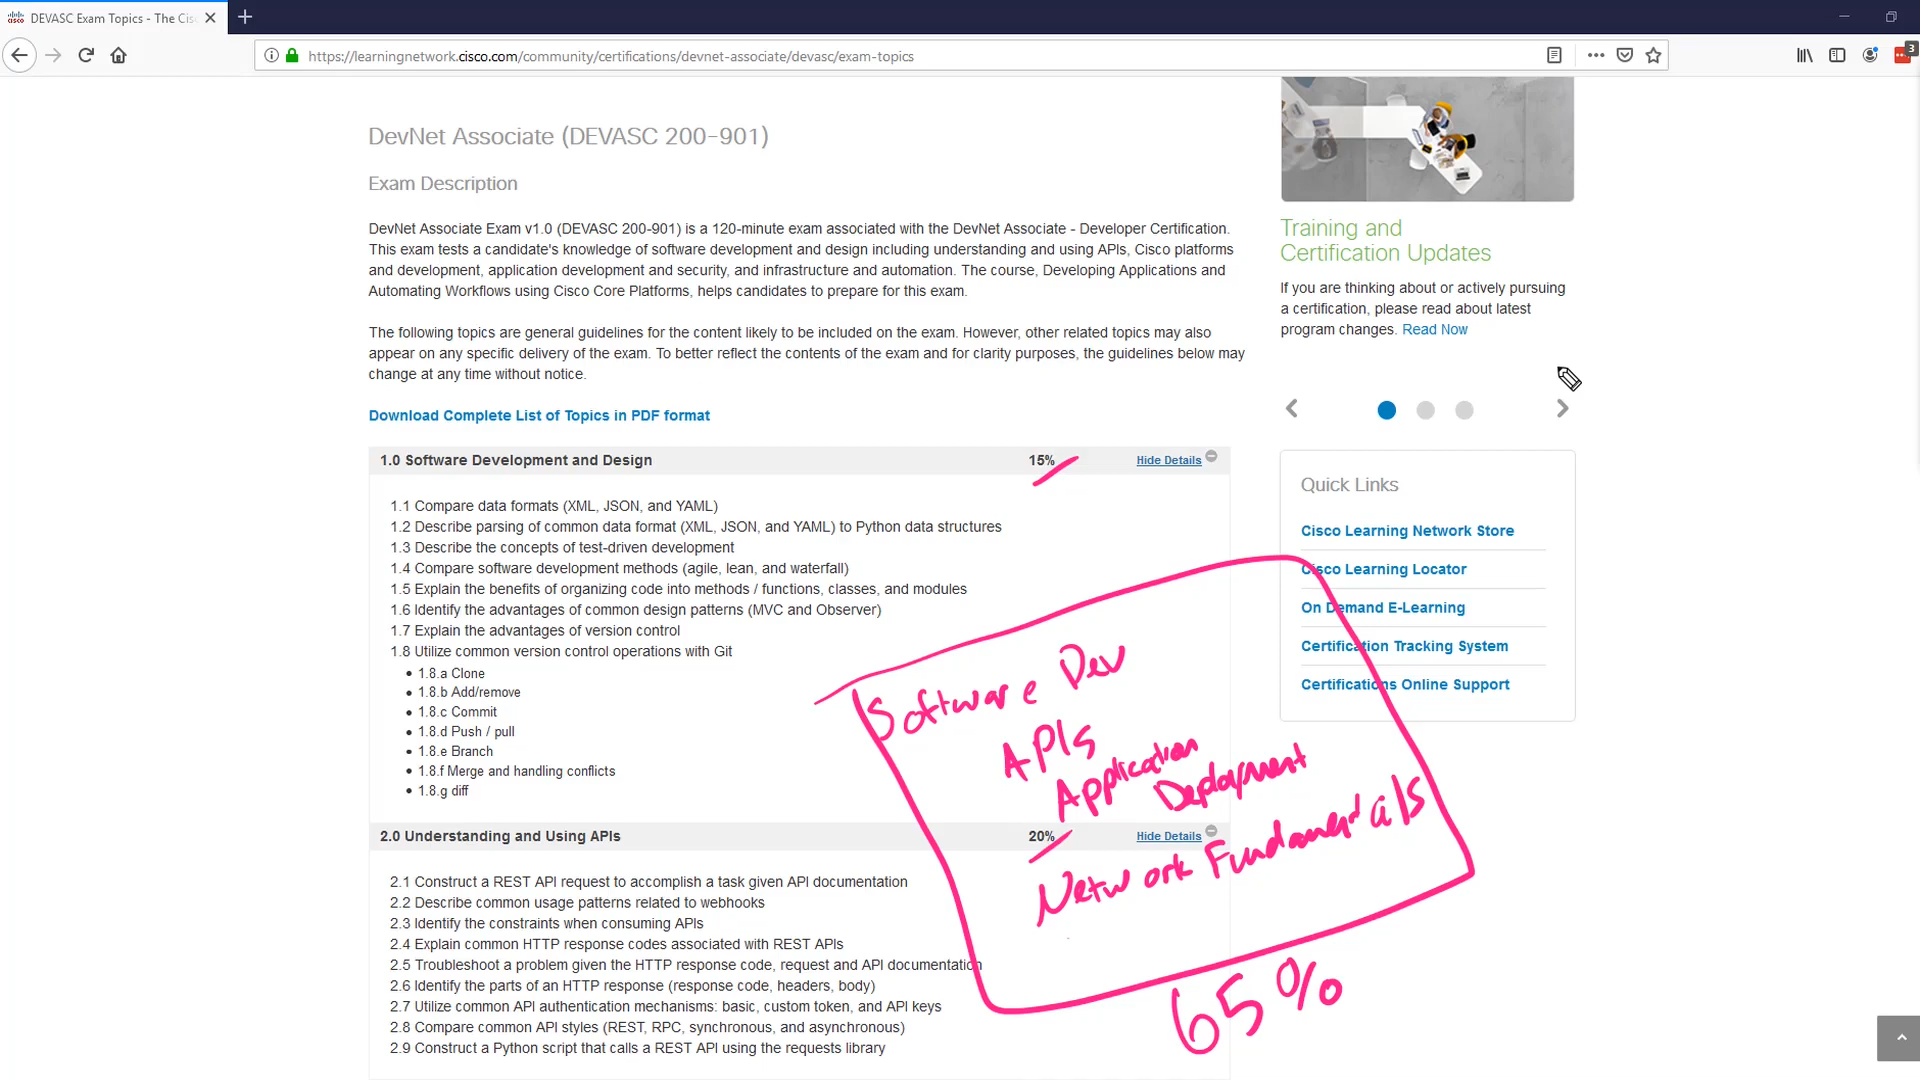 DEVASC Exam Topics - The Cis
https://learningnetwork.cisco.com/community/certifications/devnet-associate/devasc/exam-topics
3
DevNet Associate (DEVASC 200-901)
Exam Description
DevNet Associate Exam v1.0 (DEVASC 200-901) is a 120-minute exam associated with the DevNet Associate - Developer Certification.
This exam tests a candidate's knowledge of software development and design including understanding and using APIs, Cisco platforms
and development, application development and security, and infrastructure and automation. The course, Developing Applications and
Automating Workflows using Cisco Core Platforms, helps candidates to prepare for this exam.
The following topics are general guidelines for the content likely to be included on the exam. However, other related topics may also
appear on any specific delivery of the exam. To better reflect the contents of the exam and for clarity purposes, the guidelines below may
change at any time without notice.
Download Complete List of Topics in PDF format
1.0 Software Development and Design 15% Hide Details
1.1 Compare data formats (XML, JSON, and YAML)
1.2 Describe parsing of common data format (XML, JSON, and YAML) to Python data structures
1.3 Describe the concepts of test-driven development
1.4 Compare software development methods (agile, lean, and waterfall)
1.5 Explain the benefits of organizing code into methods / functions, classes, and modules
1.6 Identify the advantages of common design patterns (MVC and Observer)
1.7 Explain the advantages of version control
1.8 Utilize common version control operations with Git
• 1.8.a Clone
• 1.8.b Add/remove
• 1.8.c Commit
• 1.8.d Push / pull
• 1.8.e Branch
• 1.8.f Merge and handling conflicts
• 1.8.g diff
2.0 Understanding and Using APIs 20% Hide Details
2.1 Construct a REST API request to accomplish a task given API documentation
2.2 Describe common usage patterns related to webhooks
2.3 Identify the constraints when consuming APIs
2.4 Explain common HTTP response codes associated with REST APIs
2.5 Troubleshoot a problem given the HTTP response code, request and API documentation
2.6 Identify the parts of an HTTP response (response code, headers, body)
2.7 Utilize common API authentication mechanisms: basic, custom token, and API keys
2.8 Compare common API styles (REST, RPC, synchronous, and asynchronous)
2.9 Construct a Python script that calls a REST API using the requests library
Software Dev
APIs
Application
Deployment
Network Fundamentals
65%
Training and
Certification Updates
If you are thinking about or actively pursuing
a certification, please read about latest
program changes. Read Now
Quick Links
Cisco Learning Network Store
Cisco Learning Locator
On Demand E-Learning
Certification Tracking System
Certifications Online Support